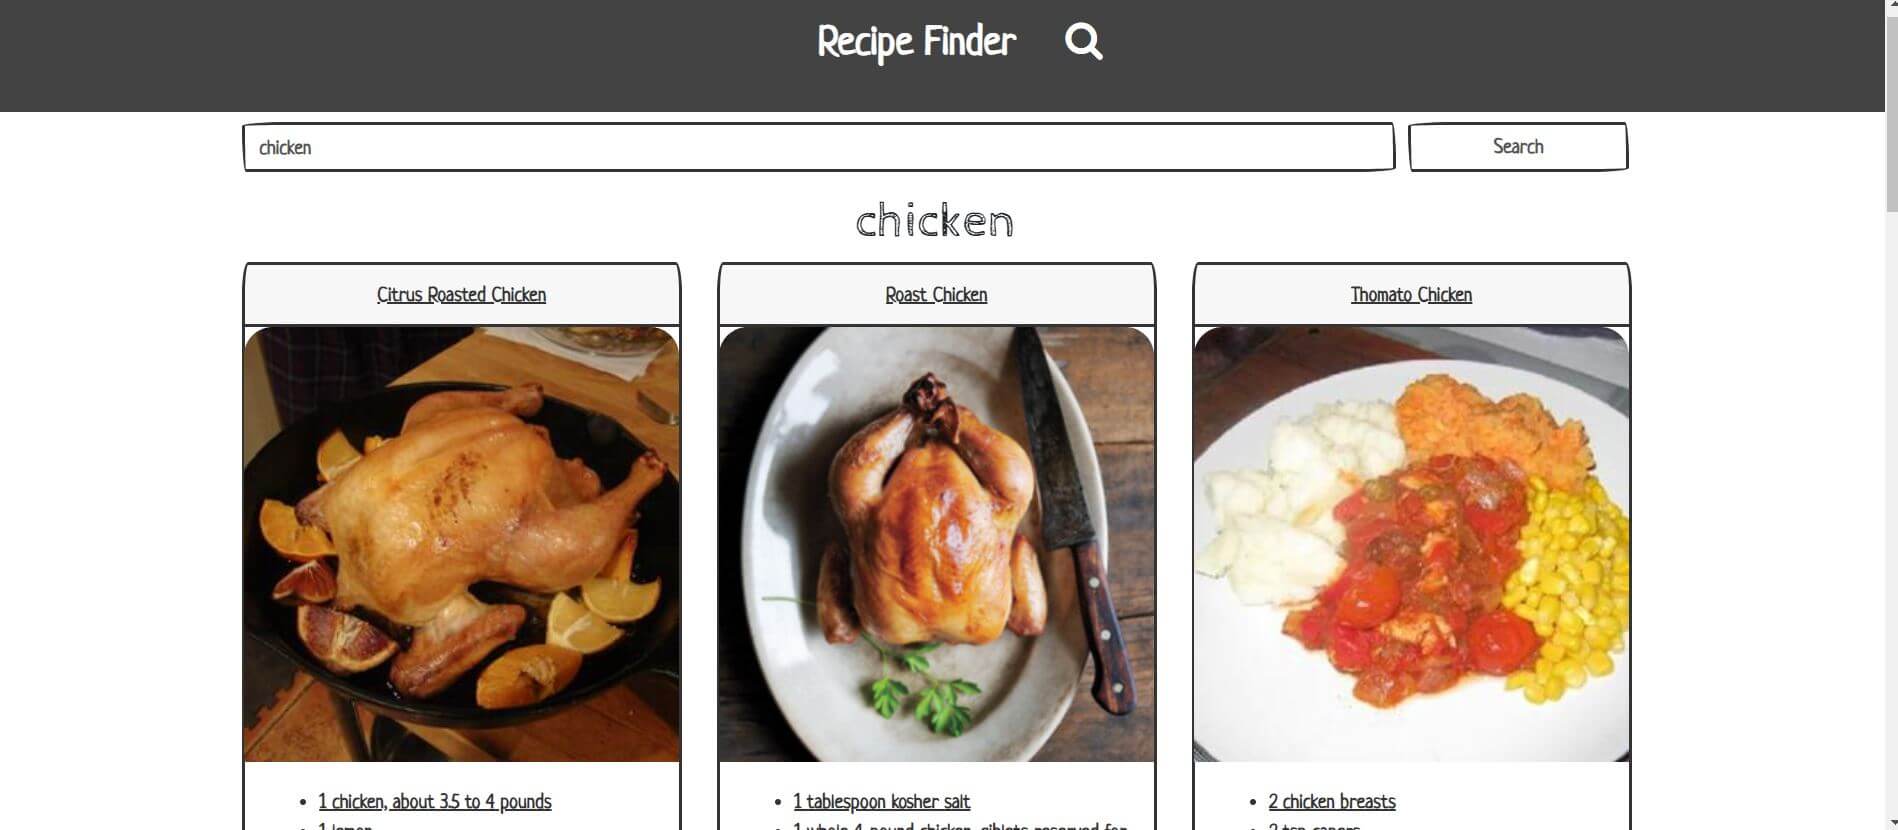 Recipe Finder
chicken
Search
chicken
Citrus Roasted Chicken
Roast Chicken
Thomato Chicken
1 chicken, about 3.5 to 4 pounds
1 lemon
1 tablespoon kosher salt
1 whole 4-pound chicken, giblets reserved for
2 chicken breasts
2 tsp capers